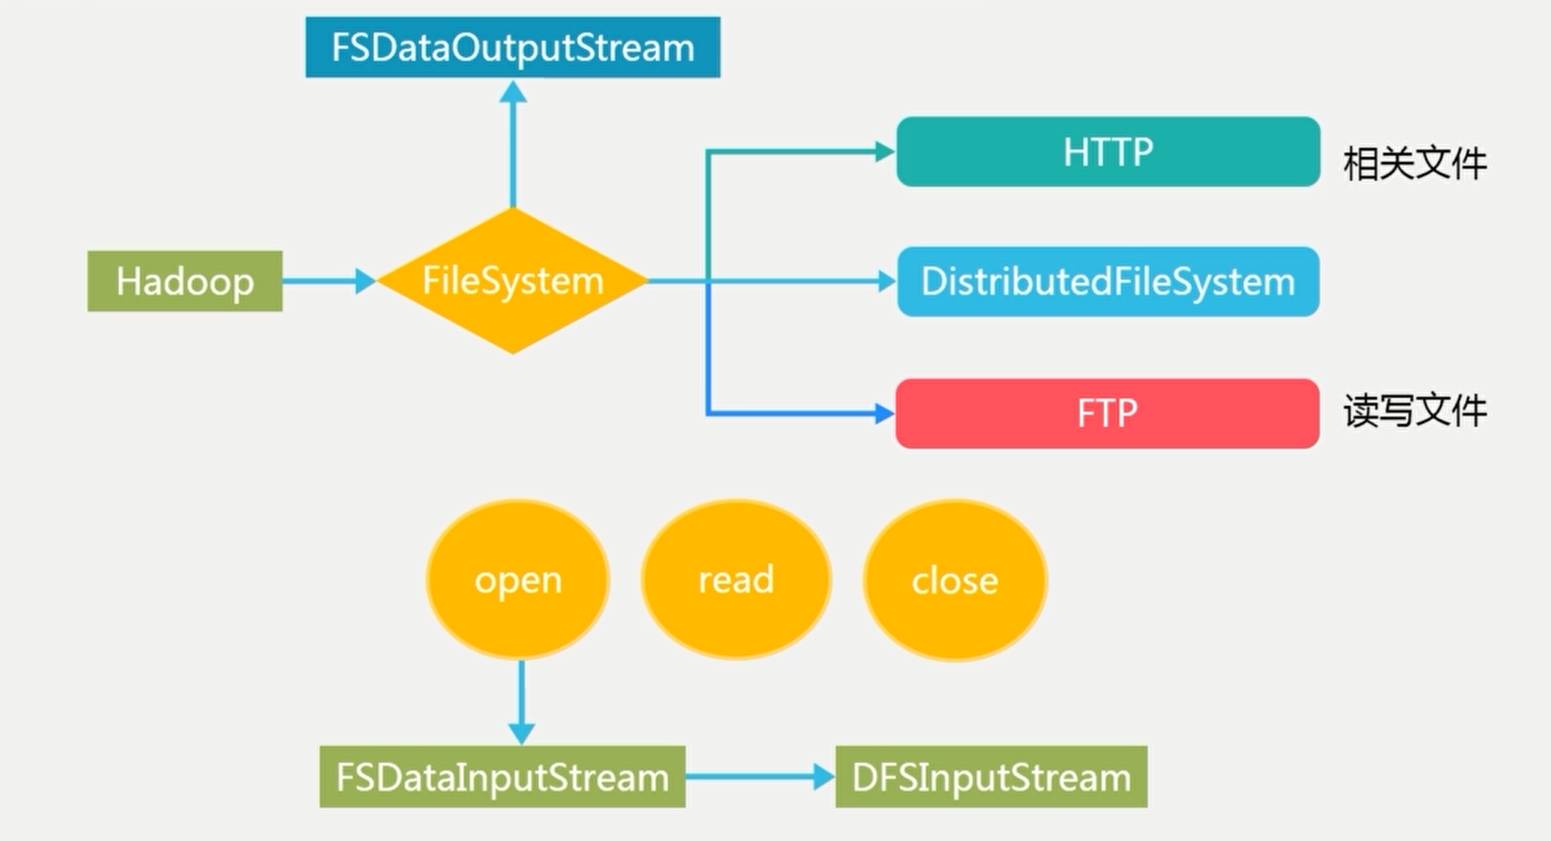 FSDataOutputStream
HTTP
相关文件
Hadoop
FileSystem
DistributedFileSystem
FTP
读写文件
open
read
close
FSDataInputStream
DFSInputStream